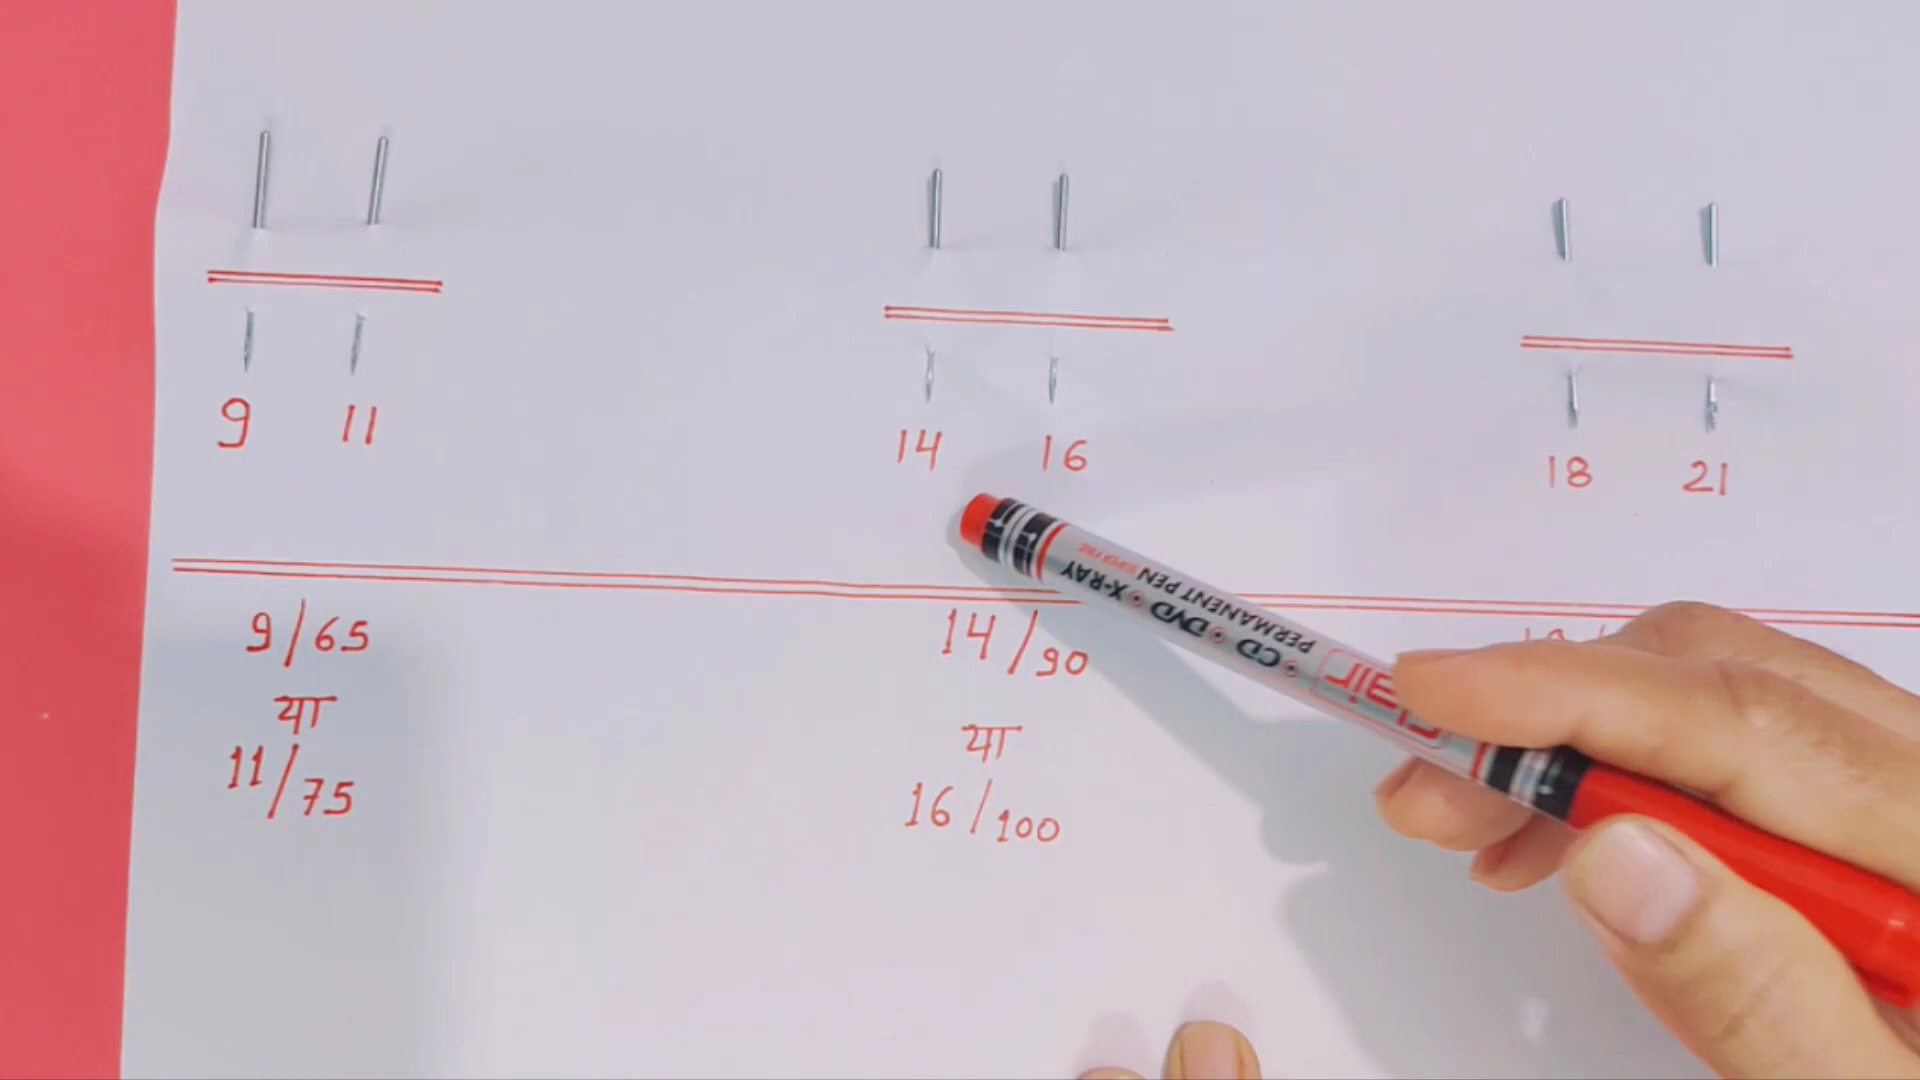 9 11
14 16
18 21
9/65
या
11/75
14/90
या
16/100
X-RAY • DVD • CD
PERMANENT PEN